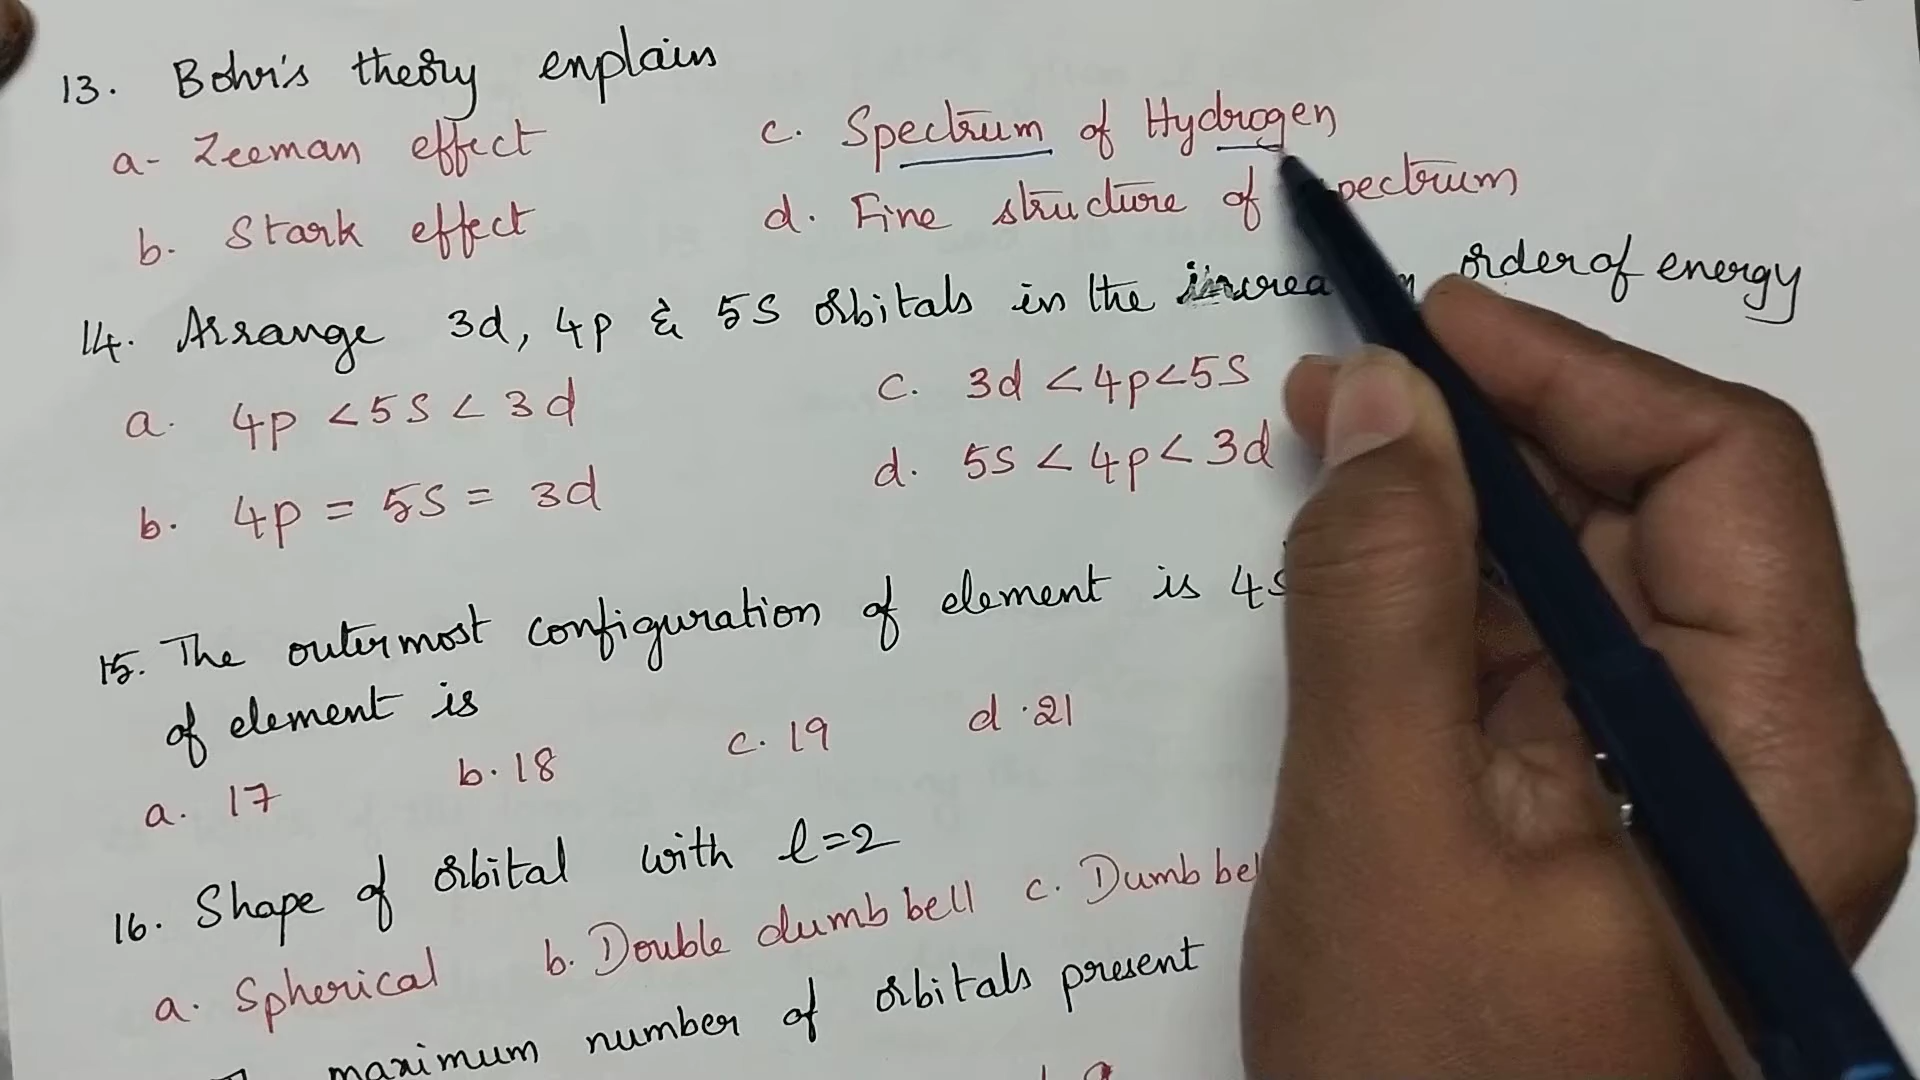 13. Bohr's theory explain
a- Zeeman effect
c. Spectrum of Hydrogen
b. Stark effect
d. Fine structure of spectrum
14. Arrange 3d, 4p & 5s orbitals in the order of energy
a. 4p < 5s < 3d
c. 3d < 4p < 5s
b. 4p = 5s = 3d
d. 5s < 4p < 3d
15. The outermost configuration of element is 4s
of element is
a. 17 b. 18 c. 19 d. 21
16. Shape of orbital with l=2
a. Spherical b. Double dumb bell c. Dumb bel
maximum number of orbitals present